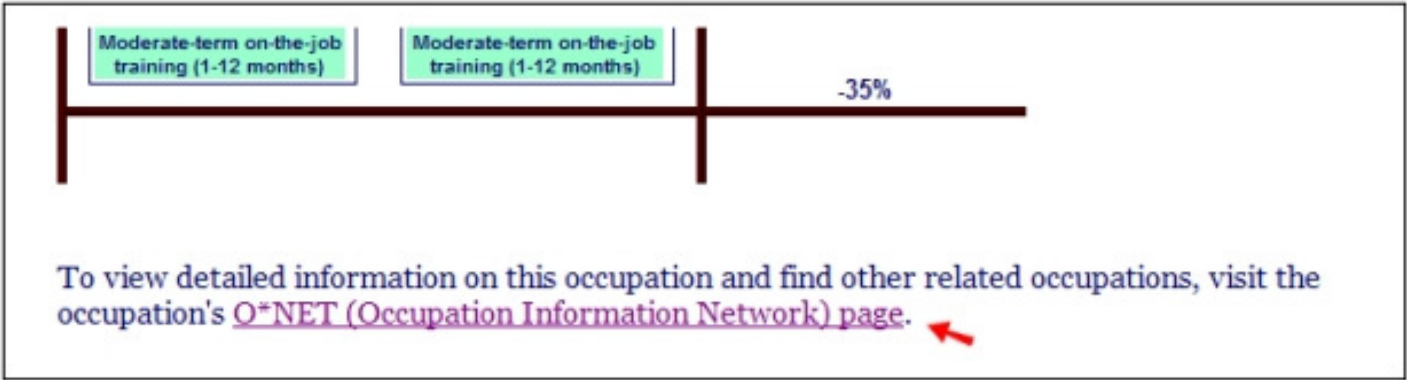 Moderate-term on-the-job
training (1-12 months)
Moderate-term on-the-job
training (1-12 months)
-35%
To view detailed information on this occupation and find other related occupations, visit the
occupation's O*NET (Occupation Information Network) page.